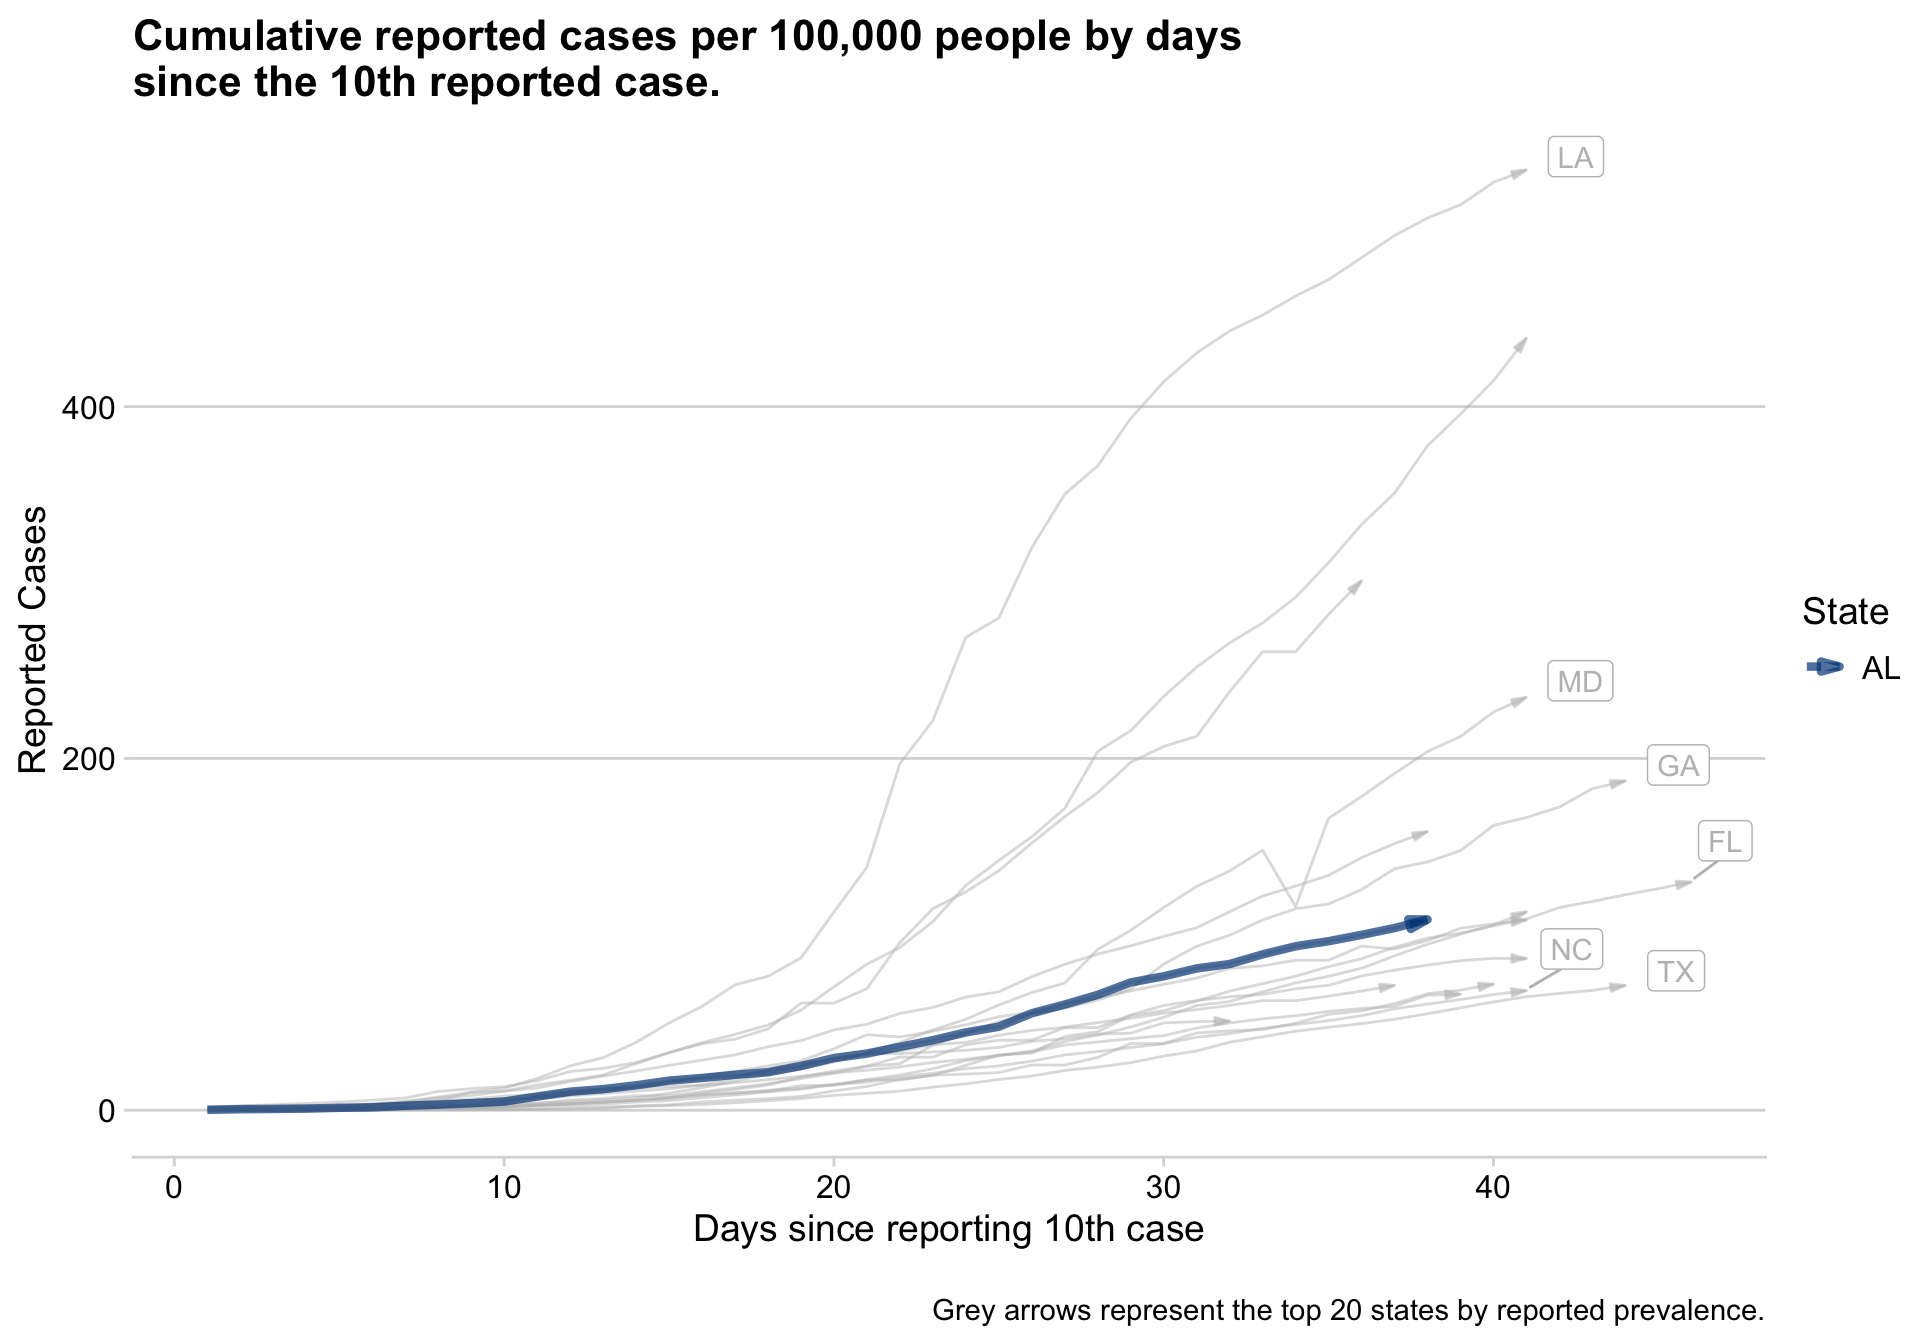 Cumulative reported cases per 100,000 people by days
since the 10th reported case.
LA
400
Reported Cases
MD
State
AL
200
GA
FL
NC
TX
0
0 10 20 30 40
Days since reporting 10th case
Grey arrows represent the top 20 states by reported prevalence.